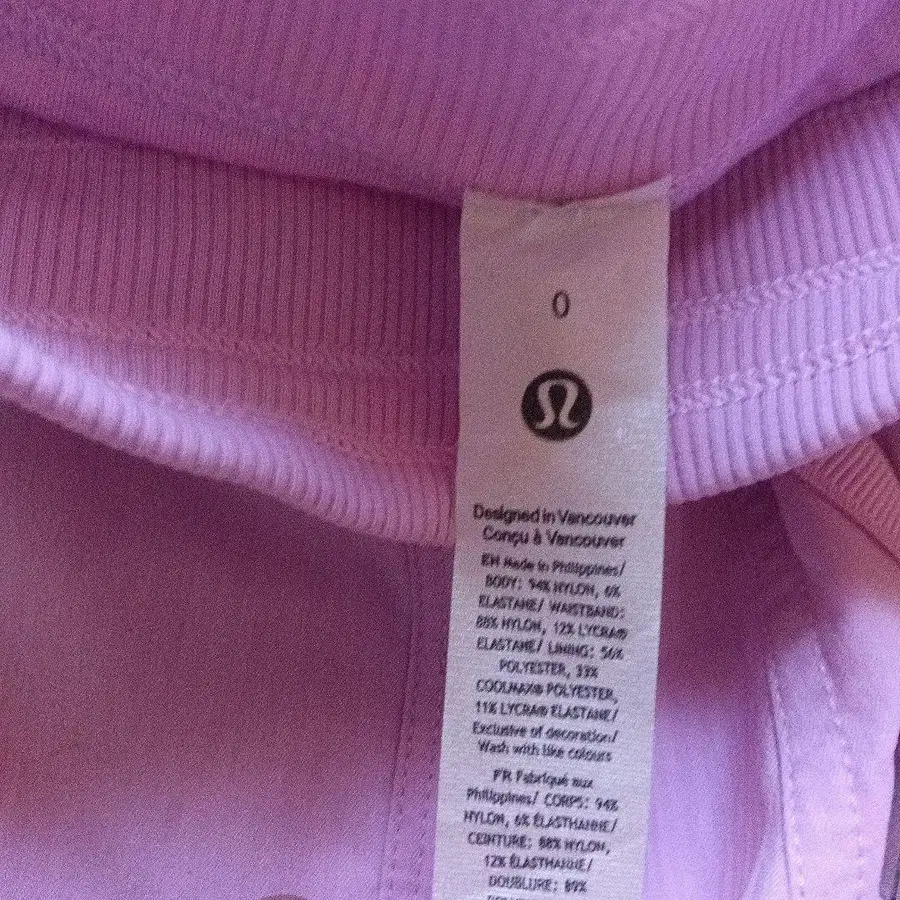 0
Designed in Vancouver
Conçu à Vancouver
EN Made in Philippines/
BODY: 94% NYLON, 6%
ELASTANE/ WAISTBAND:
88% NYLON, 12% LYCRA®
ELASTANE/ LINING: 56%
POLYESTER, 33%
COOLMAX® POLYESTER,
11% LYCRA® ELASTANE/
Exclusive of decoration/
Wash with like colours
FR Fabriqué aux
Philippines/ CORPS: 94%
NYLON, 6% ÉLASTHANNE/
CEINTURE: 88% NYLON,
12% ÉLASTHANNE/
DOUBLURE: 89%